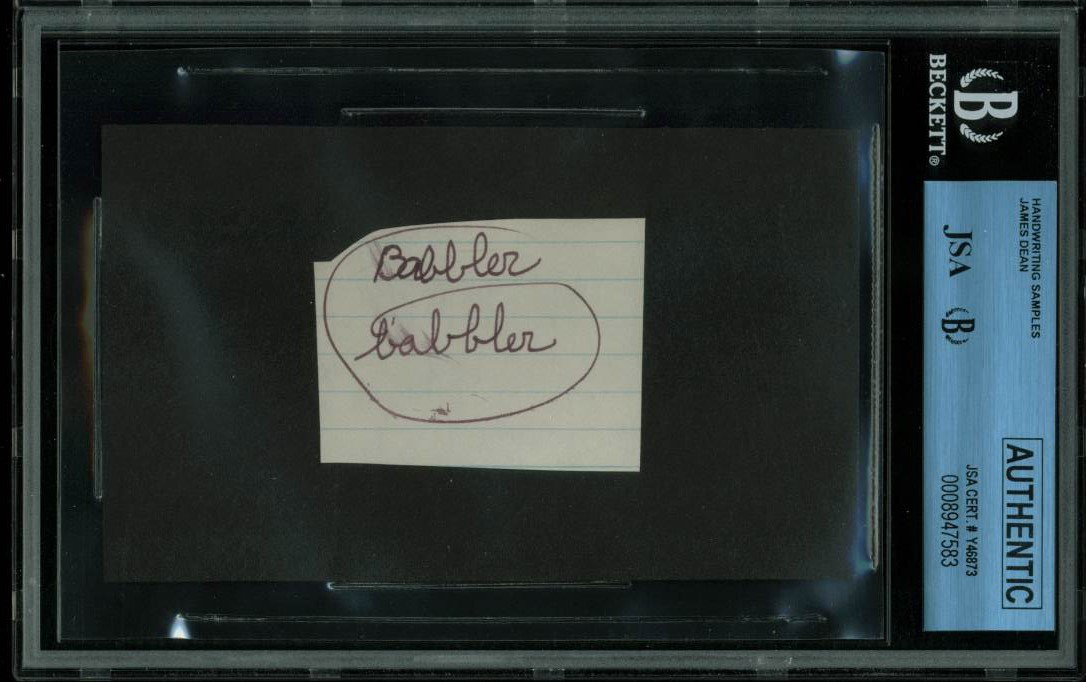 Babbler
babbler
B
BECKETT®
HANDWRITING SAMPLES
JAMES DEAN
JSA B
AUTHENTIC
JSA CERT. # Y46873
0008947583